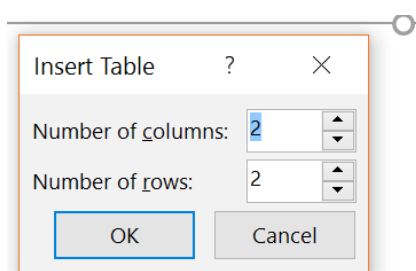 Insert Table ? ×
Number of columns: 2
Number of rows: 2
OK Cancel